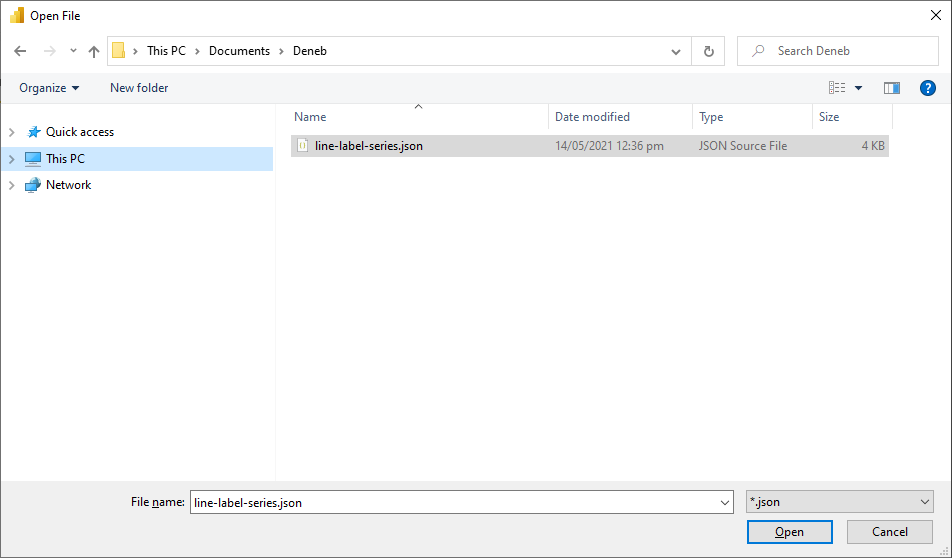 Open File
This PC Documents Deneb
Search Deneb
Organize New folder
?
Name Date modified Type Size
Quick access
line-label-series.json 14/05/2021 12:36 pm JSON Source File 4 KB
This PC
Network
File name: line-label-series.json *.json
Open Cancel